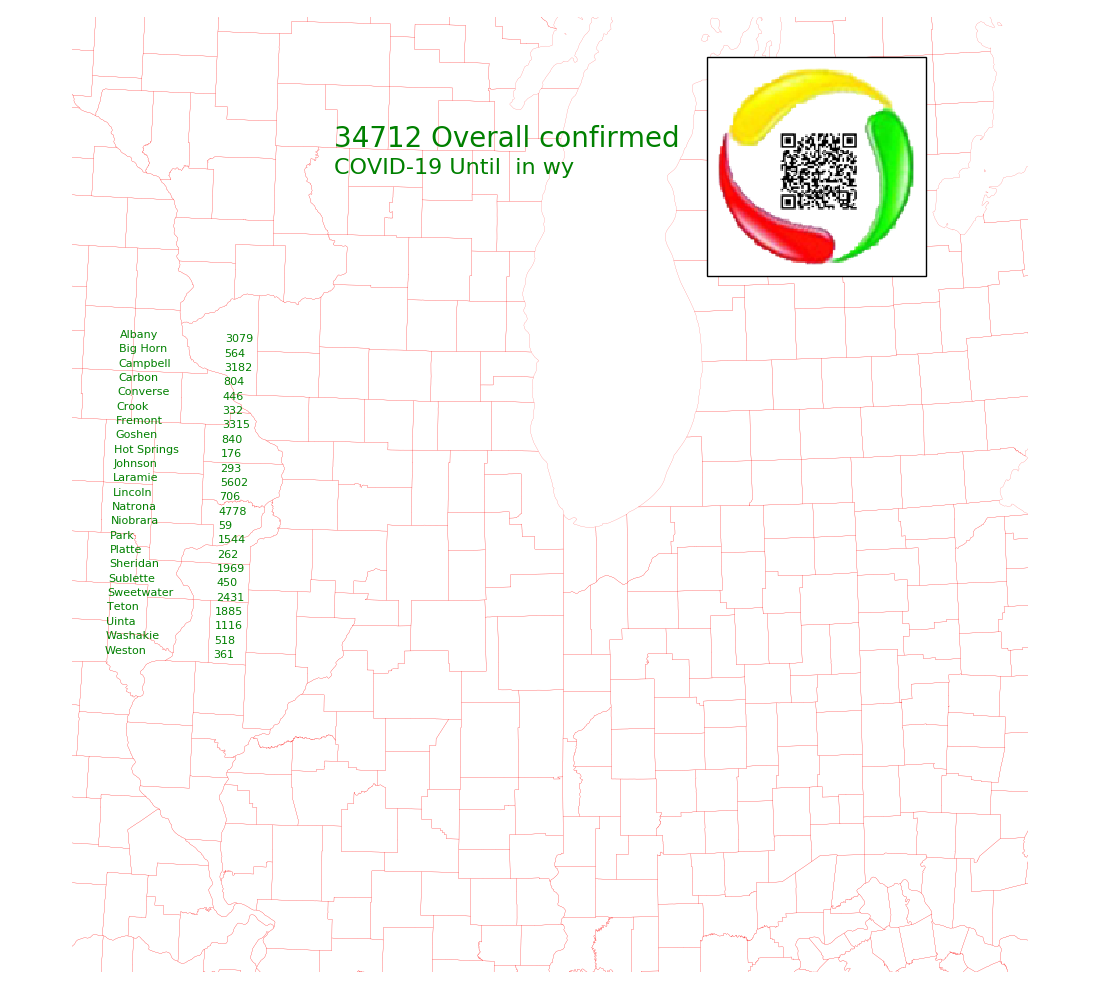 34712 Overall confirmed
COVID-19 Until  in wy
Albany 3079
Big Horn 564
Campbell 3182
Carbon 804
Converse 446
Crook 332
Fremont 3315
Goshen 840
Hot Springs 176
Johnson 293
Laramie 5602
Lincoln 706
Natrona 4778
Niobrara 59
Park 1544
Platte 262
Sheridan 1969
Sublette 450
Sweetwater 2431
Teton 1885
Uinta 1116
Washakie 518
Weston 361